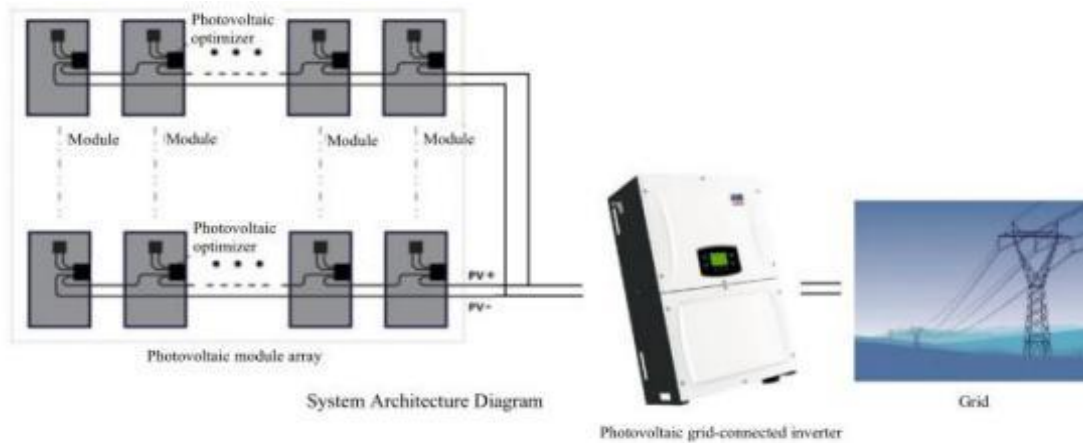 Photovoltaic
optimizer
Module
Module
Module
Module
Photovoltaic
optimizer
PV+
PV-
Photovoltaic module array
System Architecture Diagram
Photovoltaic grid-connected inverter
Grid